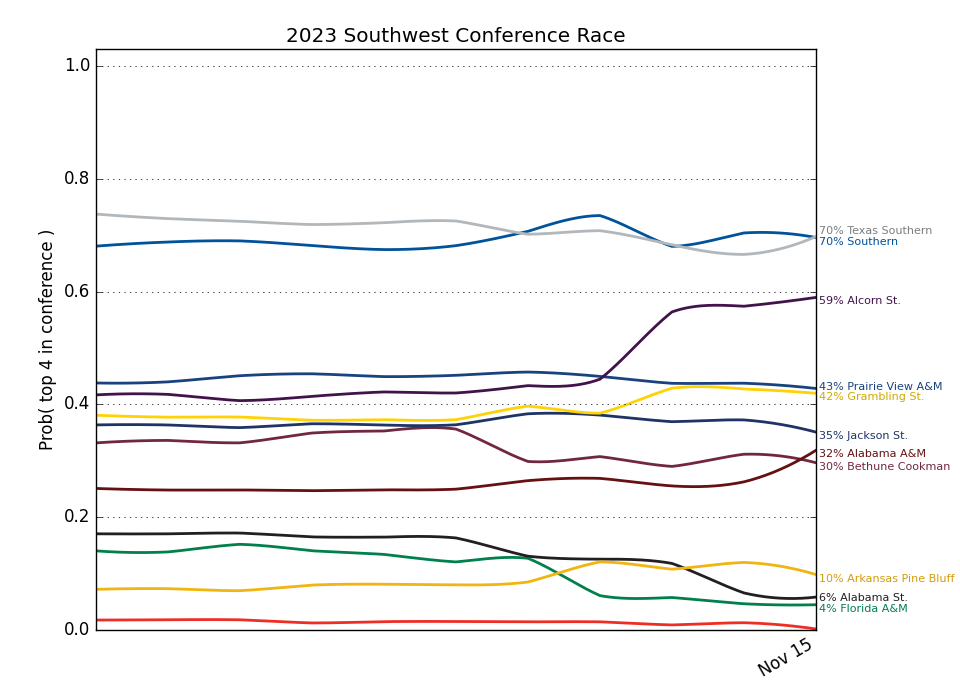 2023 Southwest Conference Race
Prob( top 4 in conference )
1.0
0.8
0.6
0.4
0.2
0.0
70% Texas Southern
70% Southern
59% Alcorn St.
43% Prairie View A&M
42% Grambling St.
35% Jackson St.
32% Alabama A&M
30% Bethune Cookman
10% Arkansas Pine Bluff
6% Alabama St.
4% Florida A&M
Nov 15